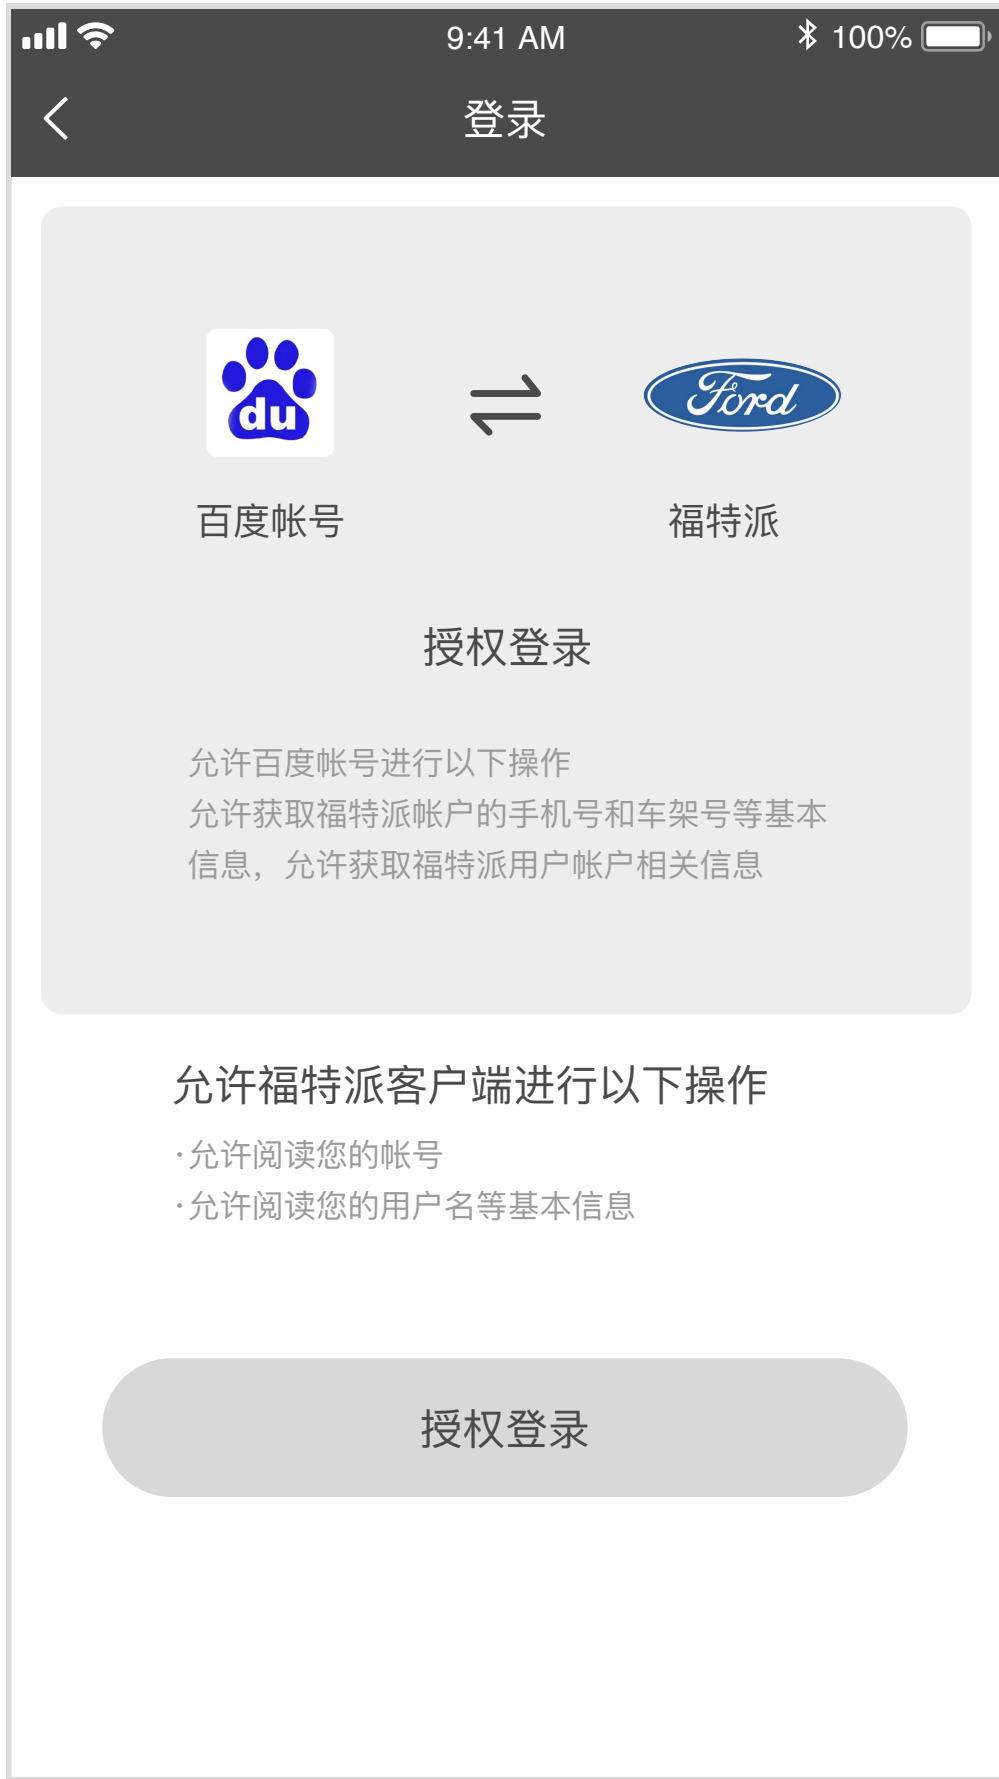 9:41 AM
100%
登录
du
Ford
百度帐号
福特派
授权登录
允许百度帐号进行以下操作
允许获取福特派帐户的手机号和车架号等基本
信息，允许获取福特派用户帐户相关信息
允许福特派客户端进行以下操作
·允许阅读您的帐号
·允许阅读您的用户名等基本信息
授权登录